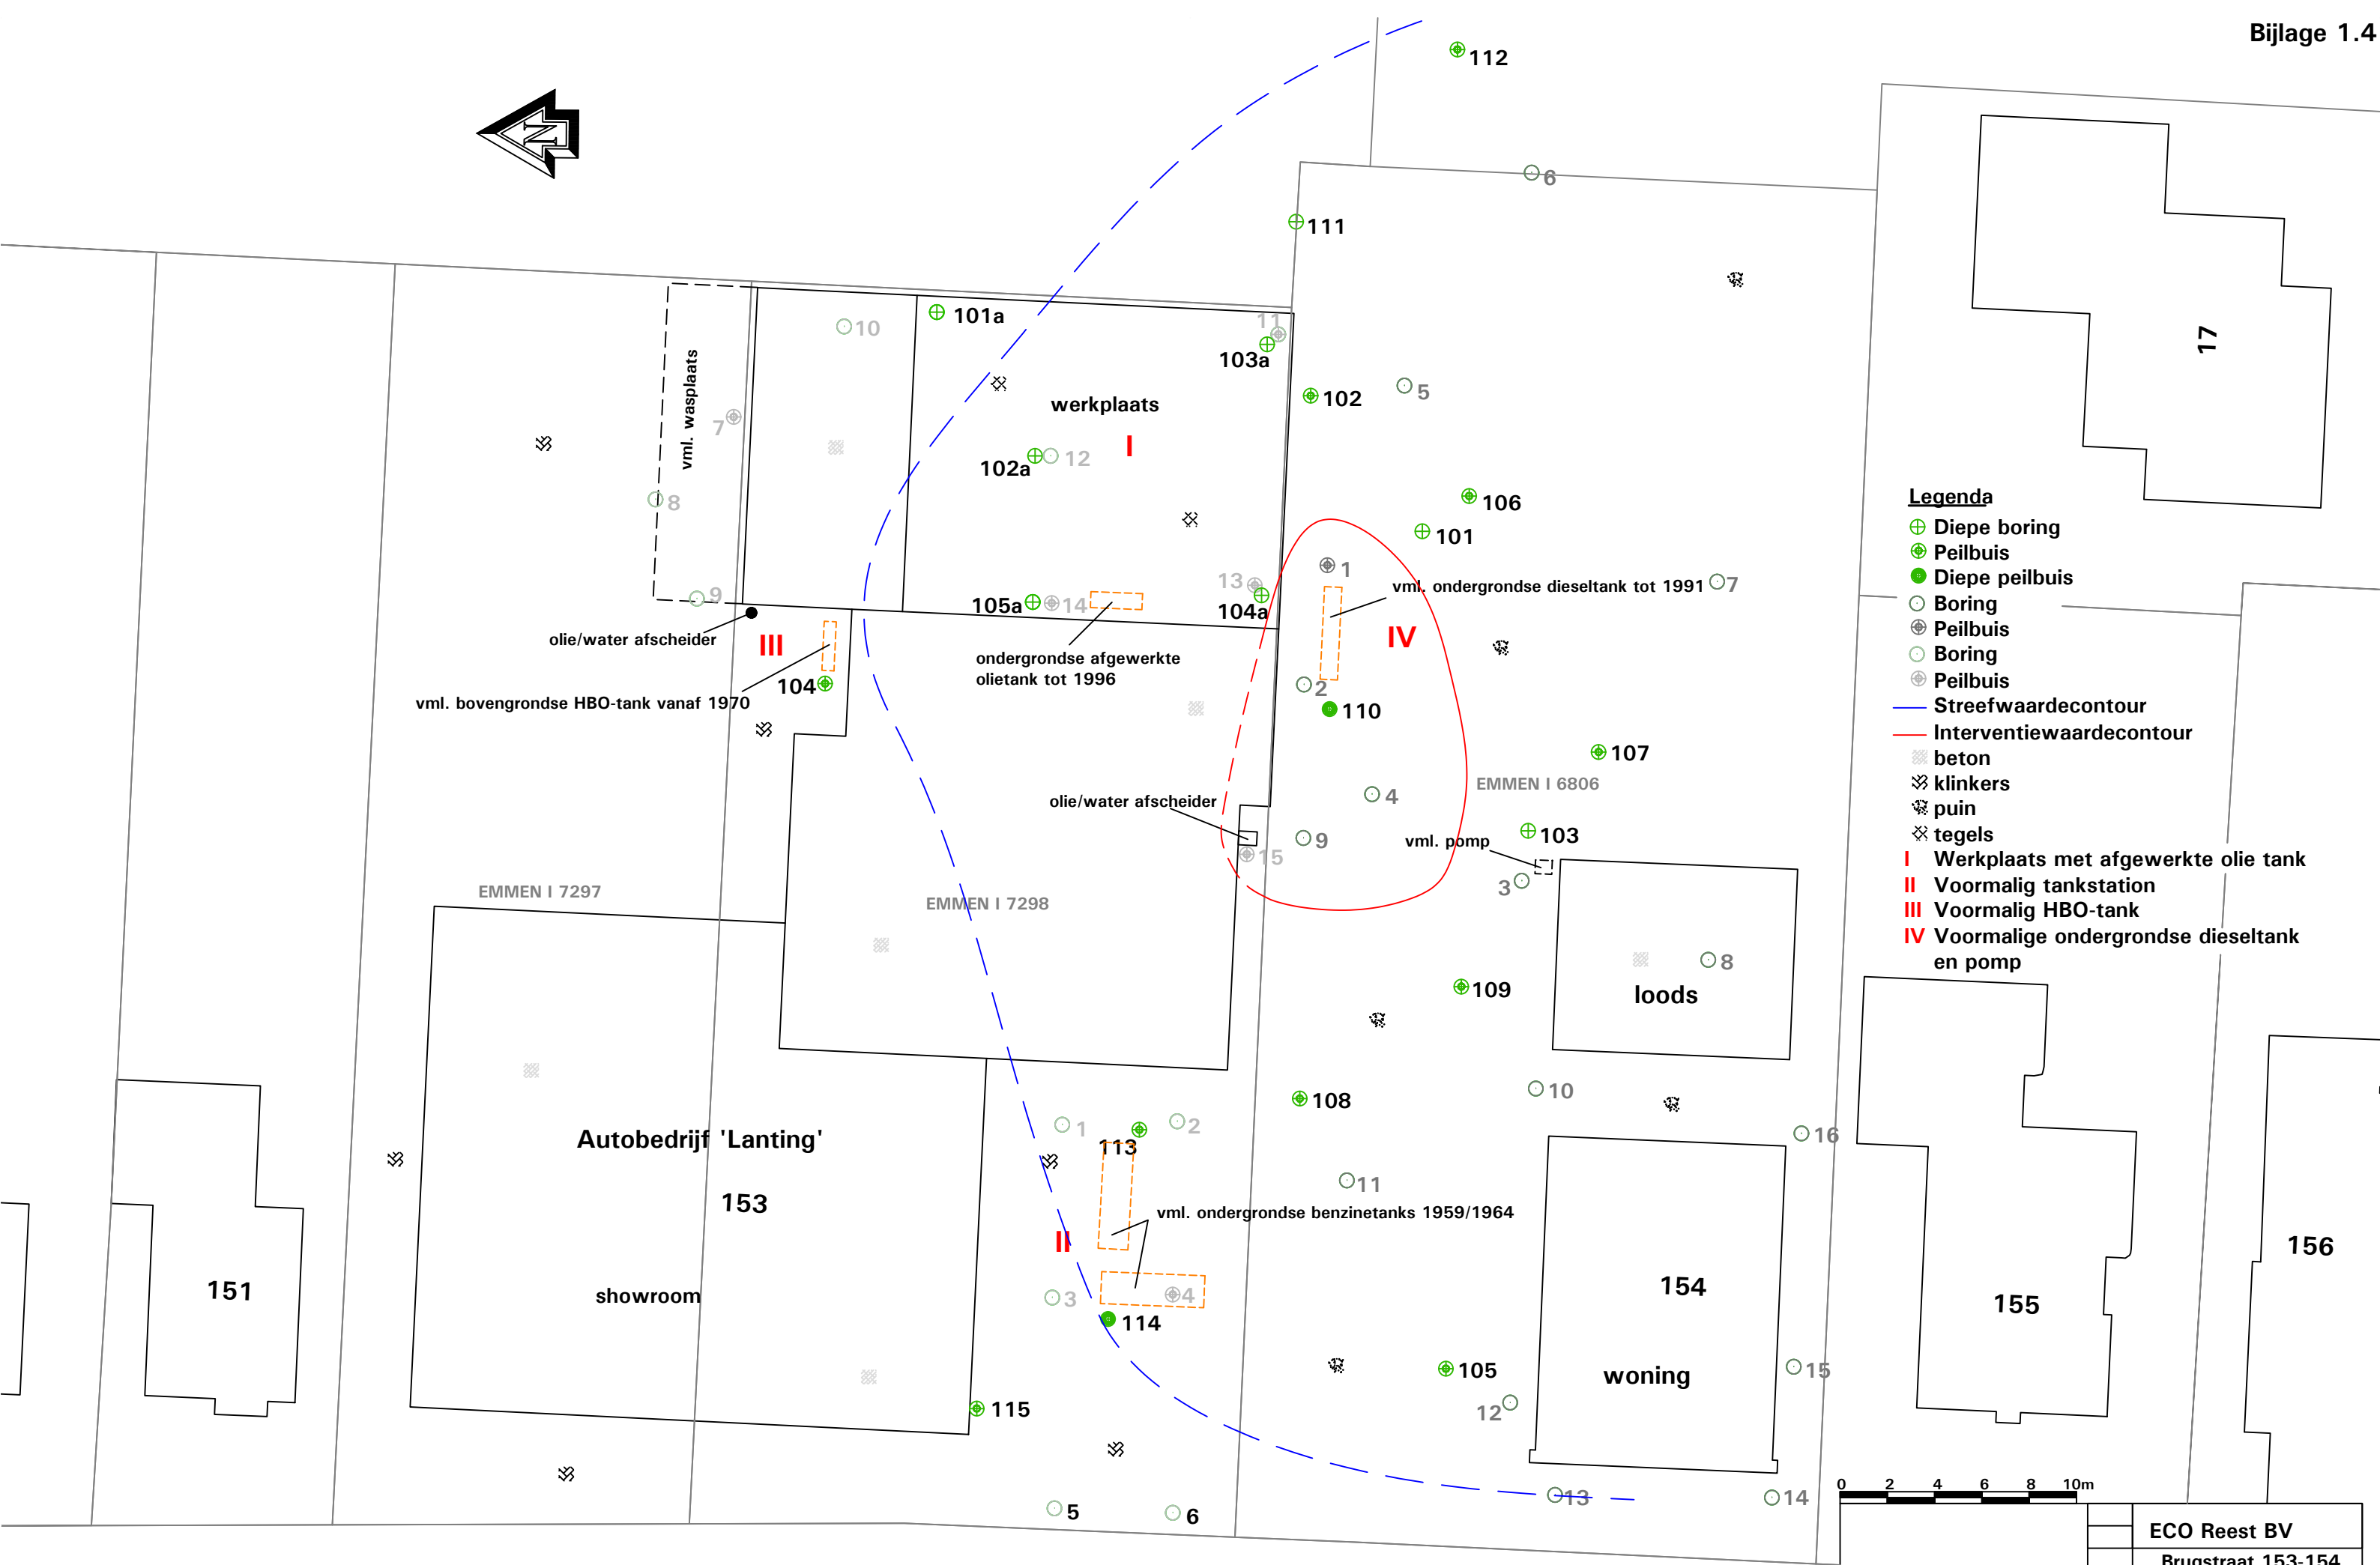 Bijlage 1.4
112
N
6
111
101a
10
11
103a
17
vml. wasplaats
werkplaats
102
5
7
I
12
102a
8
106
101
Legenda
Diepe boring
Peilbuis
Diepe peilbuis
Boring
Peilbuis
Boring
Peilbuis
Streefwaardecontour
Interventiewaardecontour
beton
klinkers
puin
tegels
I Werkplaats met afgewerkte olie tank
II Voormalig tankstation
III Voormalig HBO-tank
IV Voormalige ondergrondse dieseltank
en pomp
1
13
vml. ondergrondse dieseltank tot 1991
7
9
105a
14
104a
olie/water afscheider
III
IV
ondergrondse afgewerkte
olietank tot 1996
104
2
vml. bovengrondse HBO-tank vanaf 1970
110
107
EMMEN I 6806
4
olie/water afscheider
9
103
vml. pomp
15
3
EMMEN I 7297
EMMEN I 7298
8
109
loods
10
108
1
2
113
16
Autobedrijf 'Lanting'
11
153
vml. ondergrondse benzinetanks 1959/1964
II
156
151
showroom
3
4
154
155
114
105
woning
15
115
12
13
14
5
6
0 2 4 6 8 10m
ECO Reest BV
Brugstraat 153-154